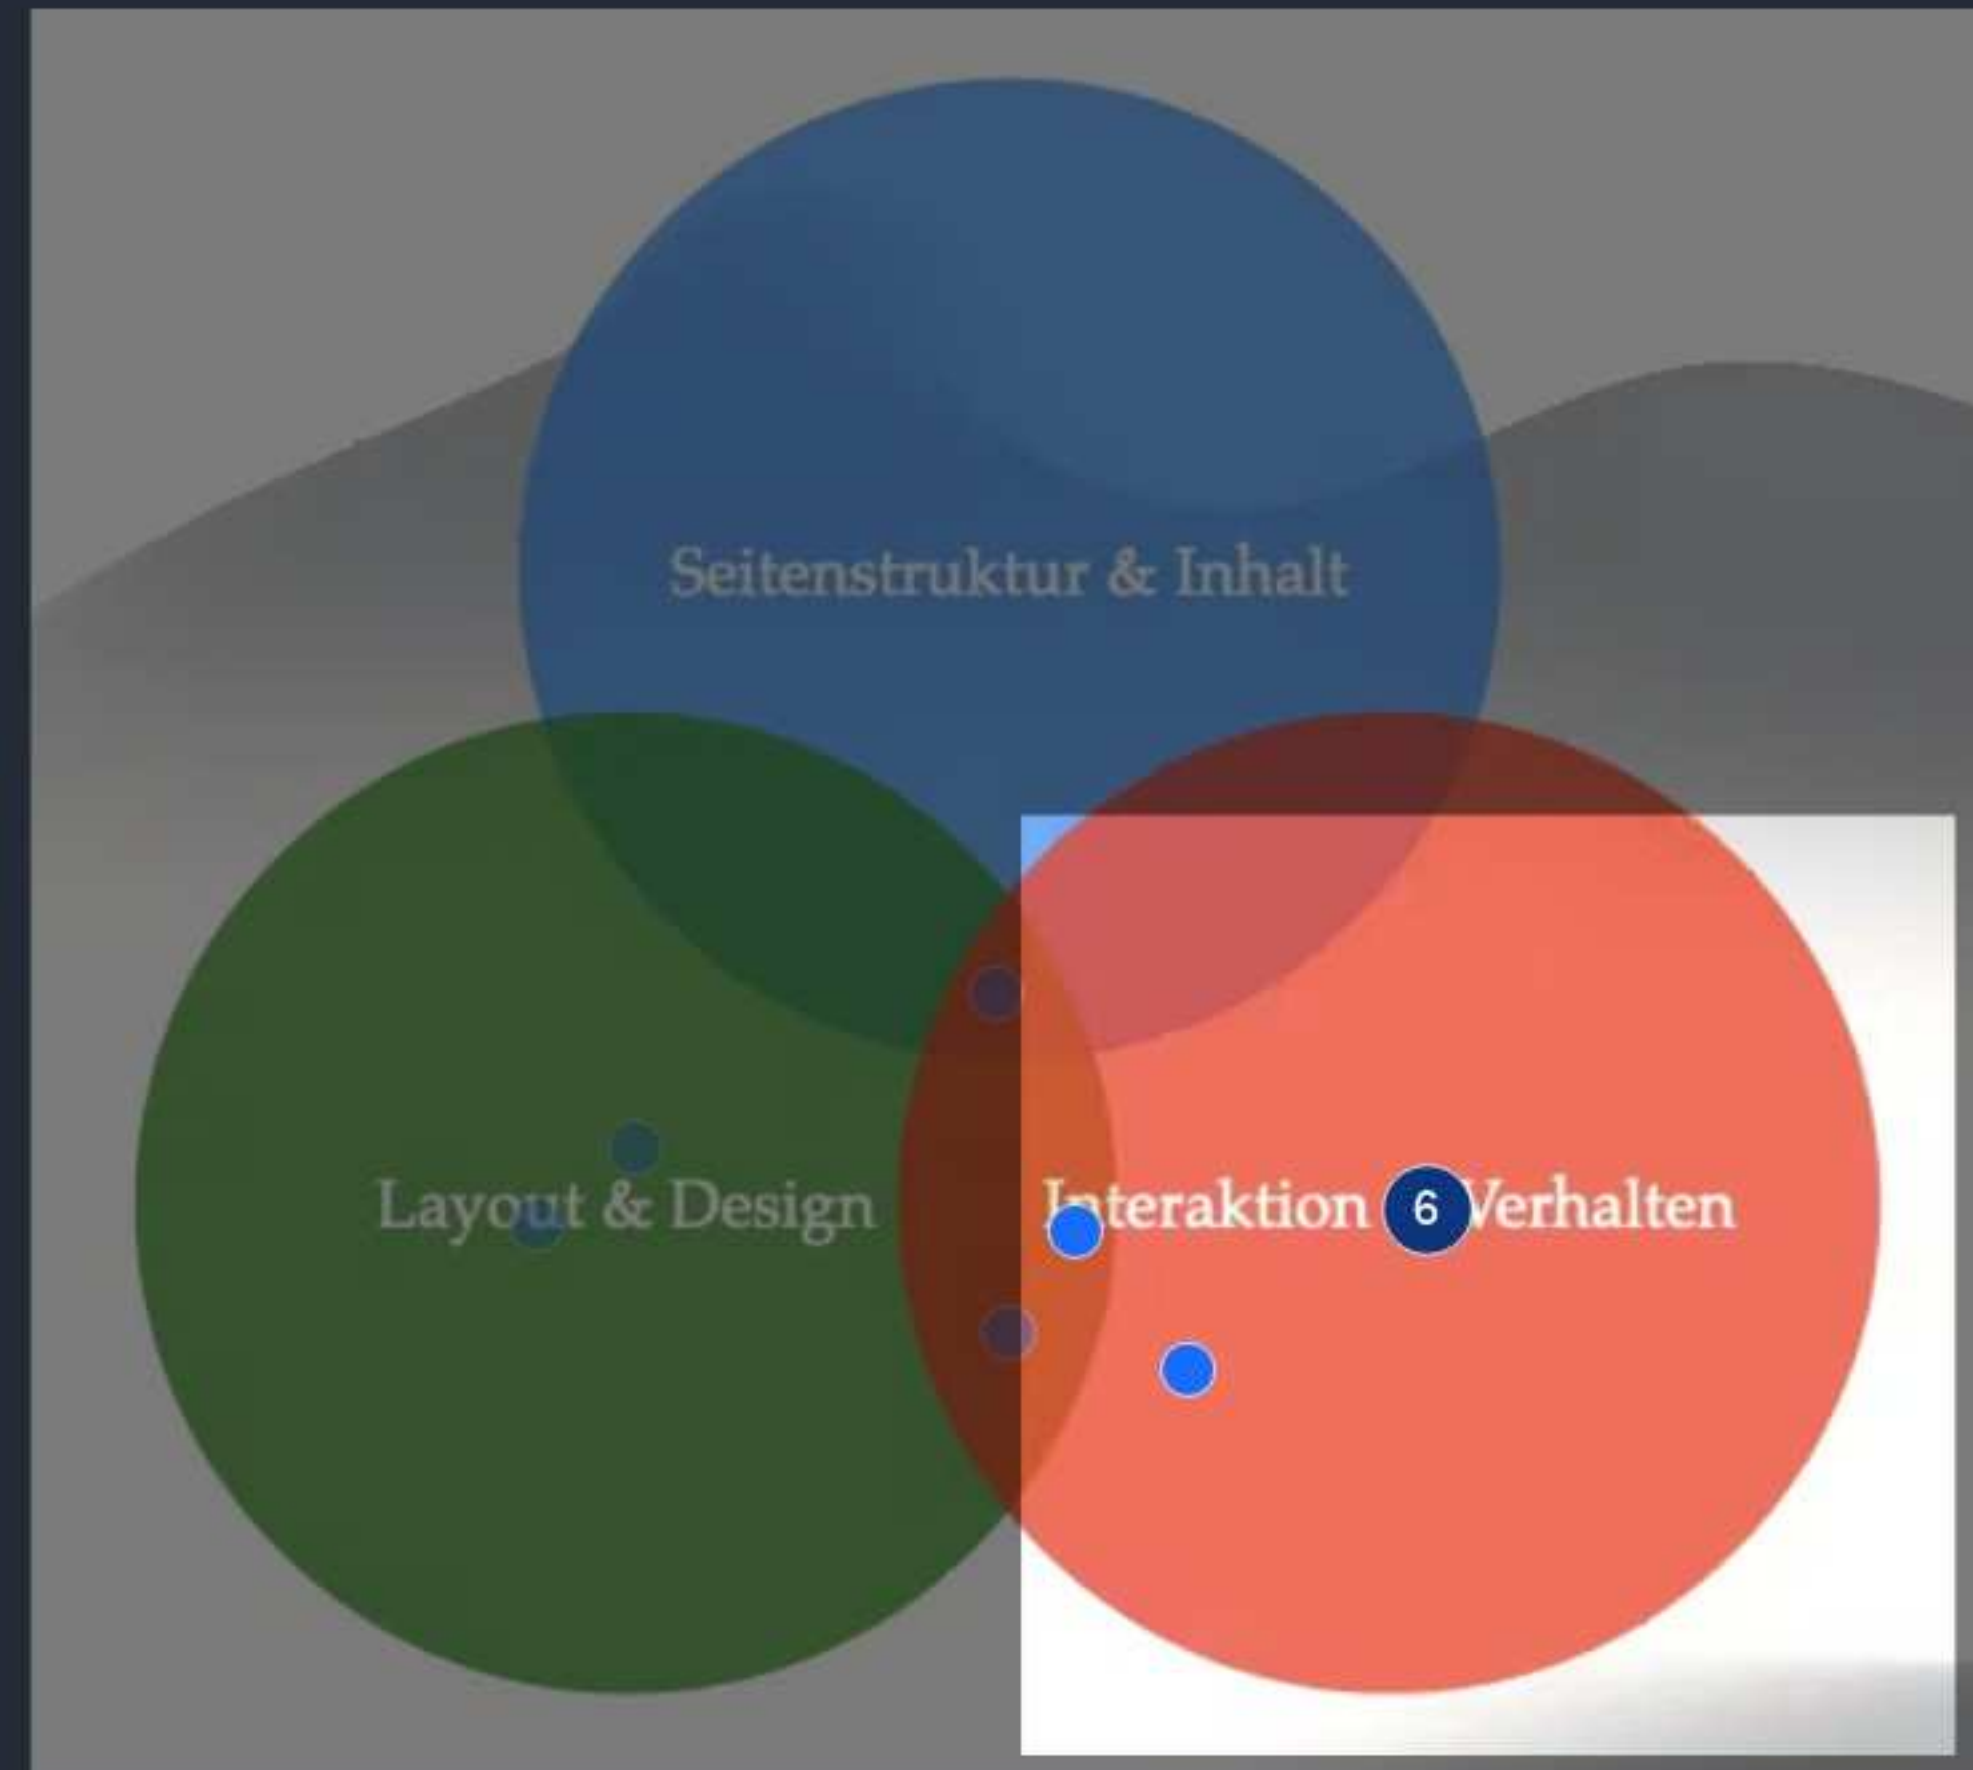 Seitenstruktur & Inhalt
Layout & Design
Interaktion 6 Verhalten